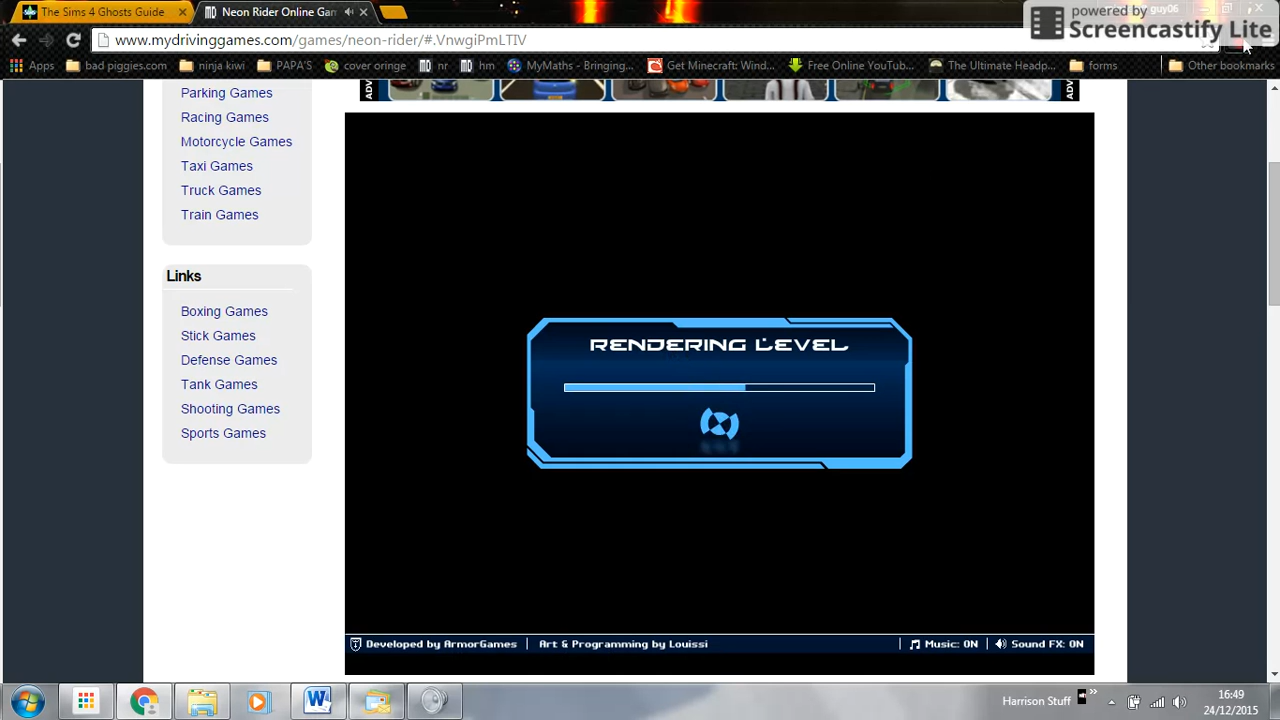 The Sims 4 Ghosts Guide
Neon Rider Online Gam
guy06
powered by
Screencastify Lite
www.mydrivinggames.com/games/neon-rider/#.VnwgiPmLTIV
Apps
bad piggies.com
ninja kiwi
PAPA'S
cover oringe
nr
hm
MyMaths - Bringing...
Get Minecraft: Wind...
Free Online YouTub...
The Ultimate Headp...
forms
Other bookmarks
ADV
ADV
Parking Games
Racing Games
Motorcycle Games
Taxi Games
Truck Games
Train Games
Links
Boxing Games
Stick Games
Defense Games
Tank Games
Shooting Games
Sports Games
RENDERING LEVEL
Developed by ArmorGames
Art & Programming by Louissi
Music: ON
Sound FX: ON
Harrison Stuff
16:49
24/12/2015